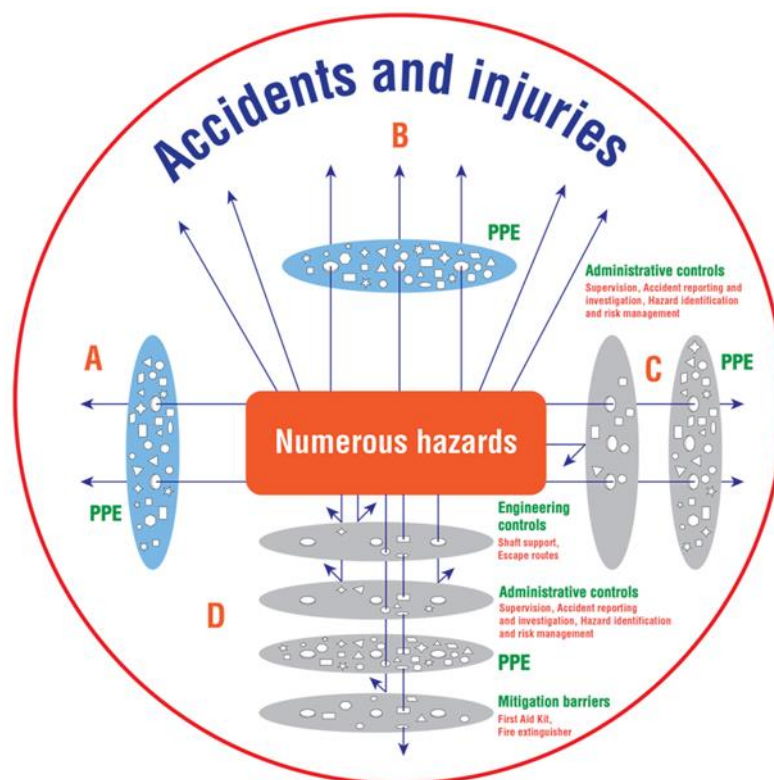 Accidents and injuries
B
PPE
Administrative controls
Supervision, Accident reporting and
investigation, Hazard identification
and risk management
A
C
PPE
Numerous hazards
PPE
Engineering
controls
Shaft support,
Escape routes
D
Administrative controls
Supervision, Accident reporting
and investigation, Hazard identification
and risk management
PPE
Mitigation barriers
First Aid Kit,
Fire extinguisher